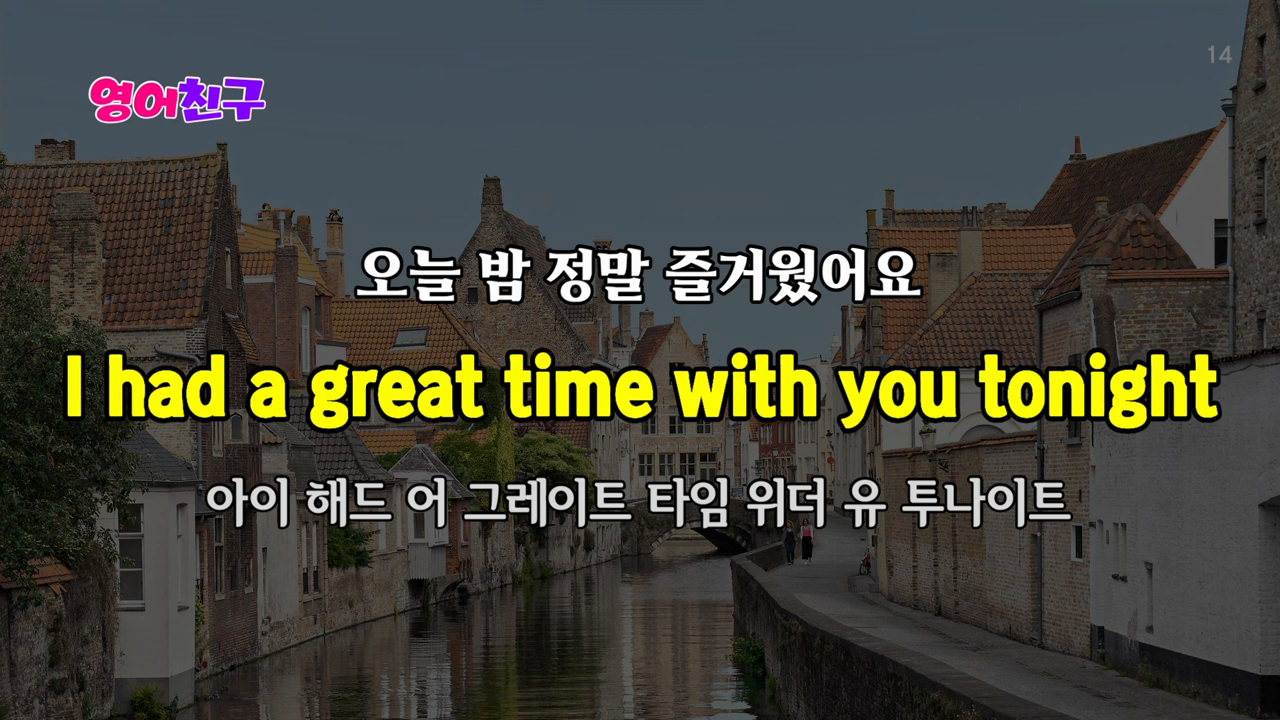 14
영어친구
오늘 밤 정말 즐거웠어요
I had a great time with you tonight
아이 해드 어 그레이트 타임 위더 유 투나이트